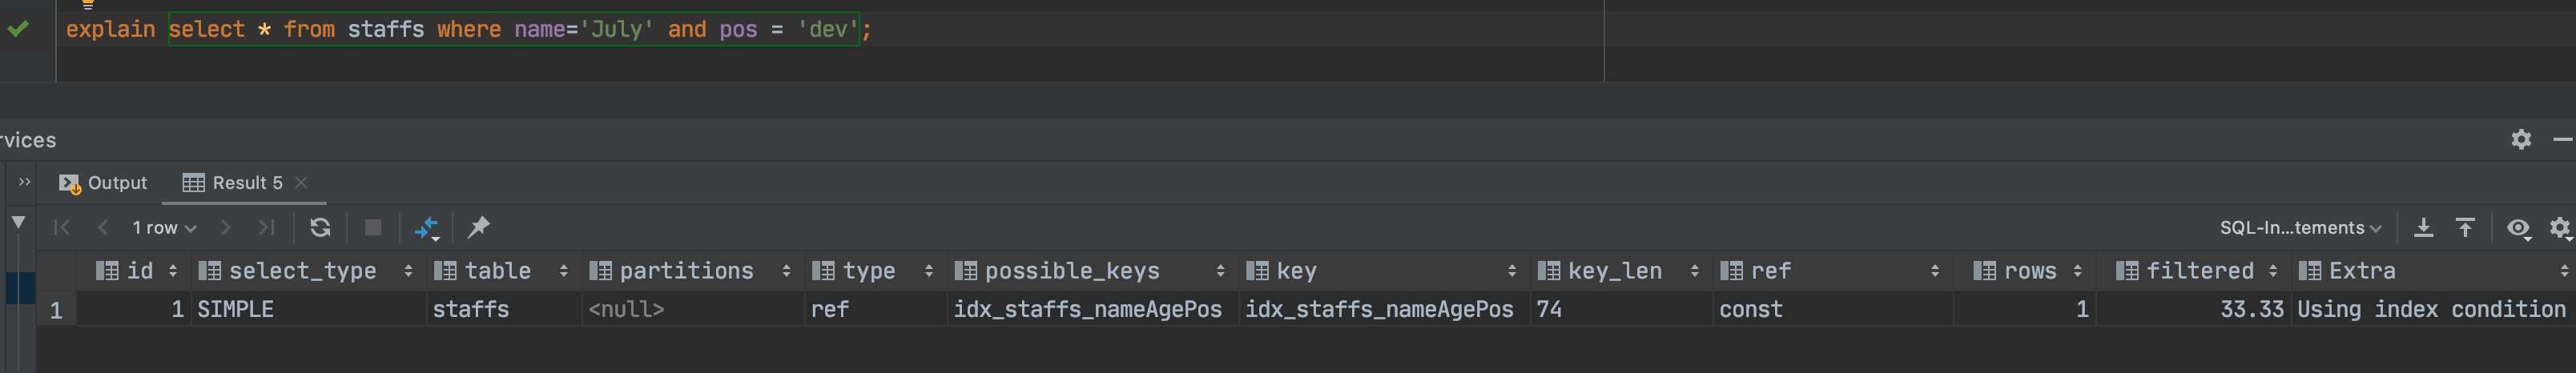 explain select * from staffs where name='July' and pos = 'dev';
rvices
Output Result 5
1 row SQL-In...tements
id select_type table partitions type possible_keys key key_len ref rows filtered Extra
1 1 SIMPLE staffs <null> ref idx_staffs_nameAgePos idx_staffs_nameAgePos 74 const 1 33.33 Using index condition